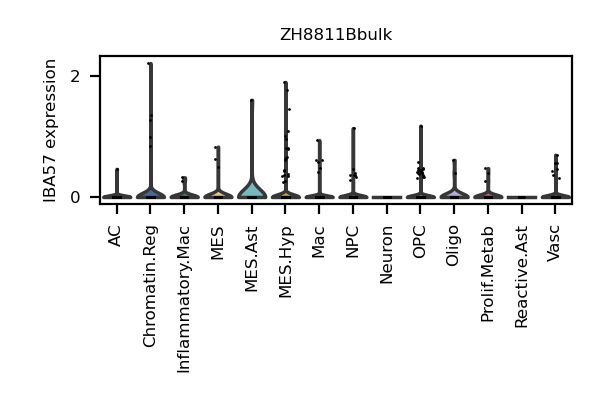 ZH8811Bbulk
IBA57 expression
2
0
AC
Chromatin.Reg
Inflammatory.Mac
MES
MES.Ast
MES.Hyp
Mac
NPC
Neuron
OPC
Oligo
Prolif.Metab
Reactive.Ast
Vasc